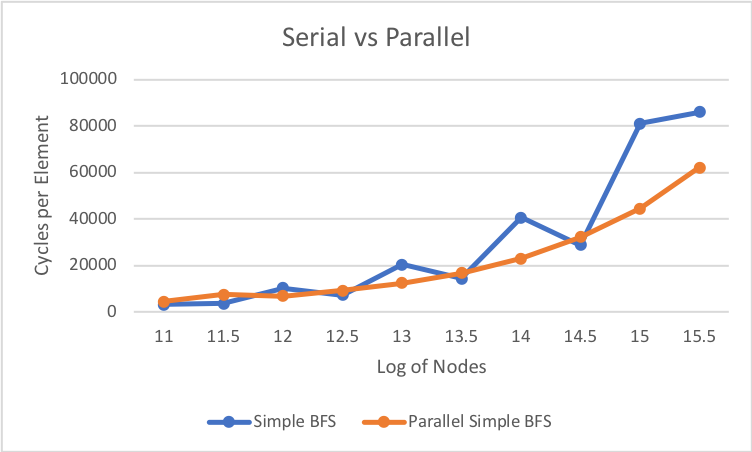 Serial vs Parallel
100000
80000
60000
40000
20000
0
Cycles per Element
11 11.5 12 12.5 13 13.5 14 14.5 15 15.5
Log of Nodes
Simple BFS Parallel Simple BFS